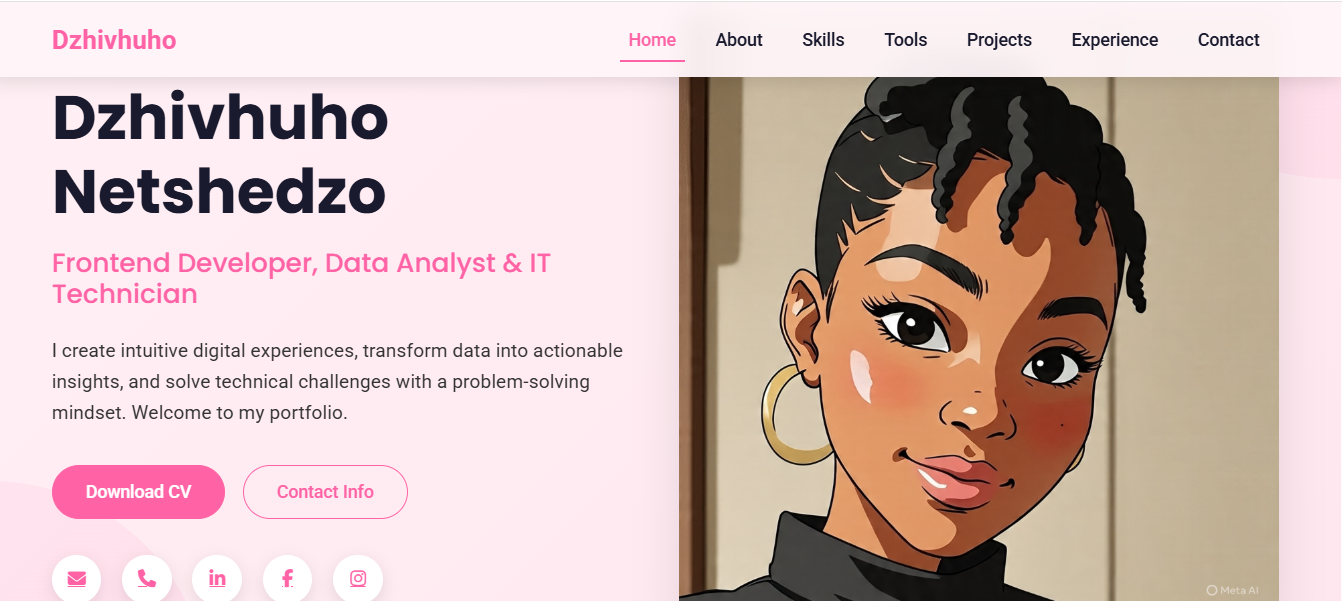 Dzhivhuho
Home About Skills Tools Projects Experience Contact
Dzhivhuho
Netshedzo
Frontend Developer, Data Analyst & IT
Technician
I create intuitive digital experiences, transform data into actionable
insights, and solve technical challenges with a problem-solving
mindset. Welcome to my portfolio.
Download CV
Contact Info
in
f
Meta AI